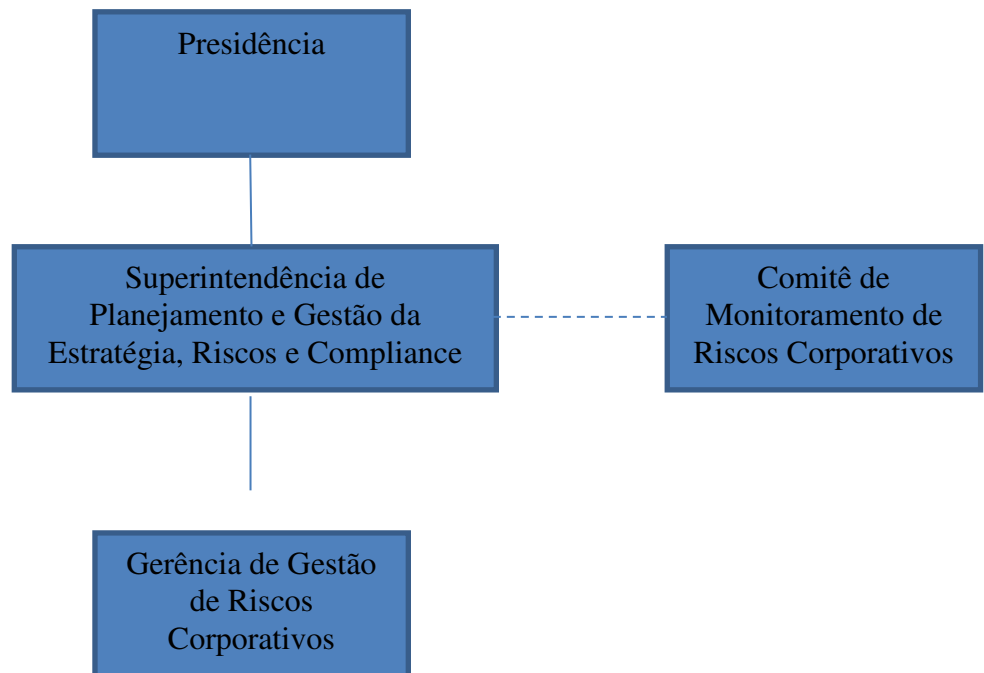 Presidência
Superintendência de
Planejamento e Gestão da
Estratégia, Riscos e Compliance
Comitê de
Monitoramento de
Riscos Corporativos
Gerência de Gestão
de Riscos
Corporativos